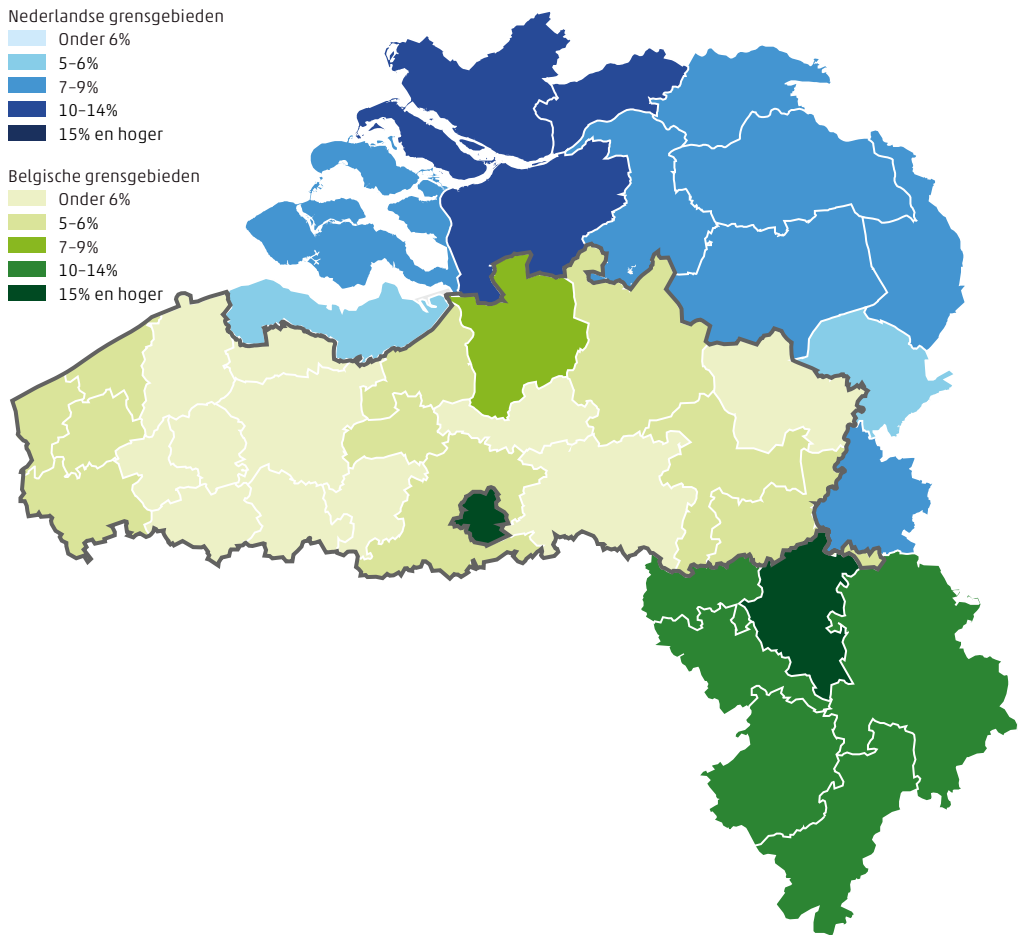 Nederlandse grensgebieden
Onder 6%
5–6%
7–9%
10–14%
15% en hoger
Belgische grensgebieden
Onder 6%
5–6%
7–9%
10–14%
15% en hoger